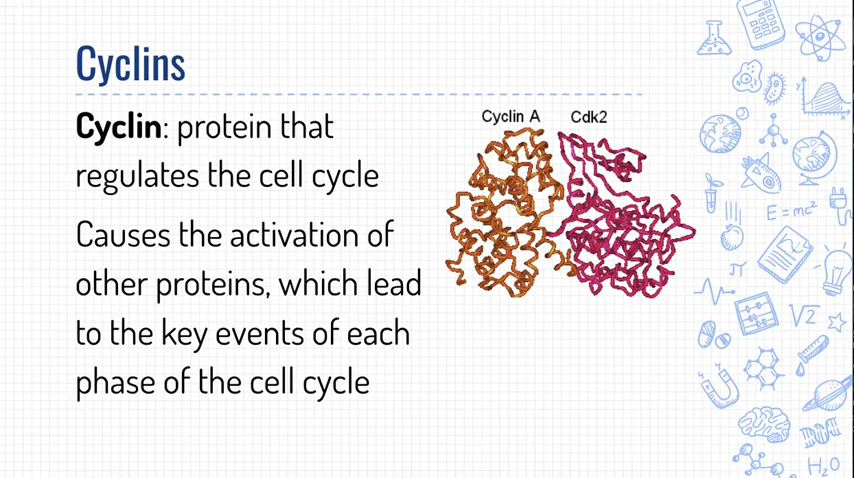 Cyclins
Cyclin: protein that
regulates the cell cycle
Causes the activation of
other proteins, which lead
to the key events of each
phase of the cell cycle
Cyclin A
Cdk2
E=mc²
π
√2
H₂O